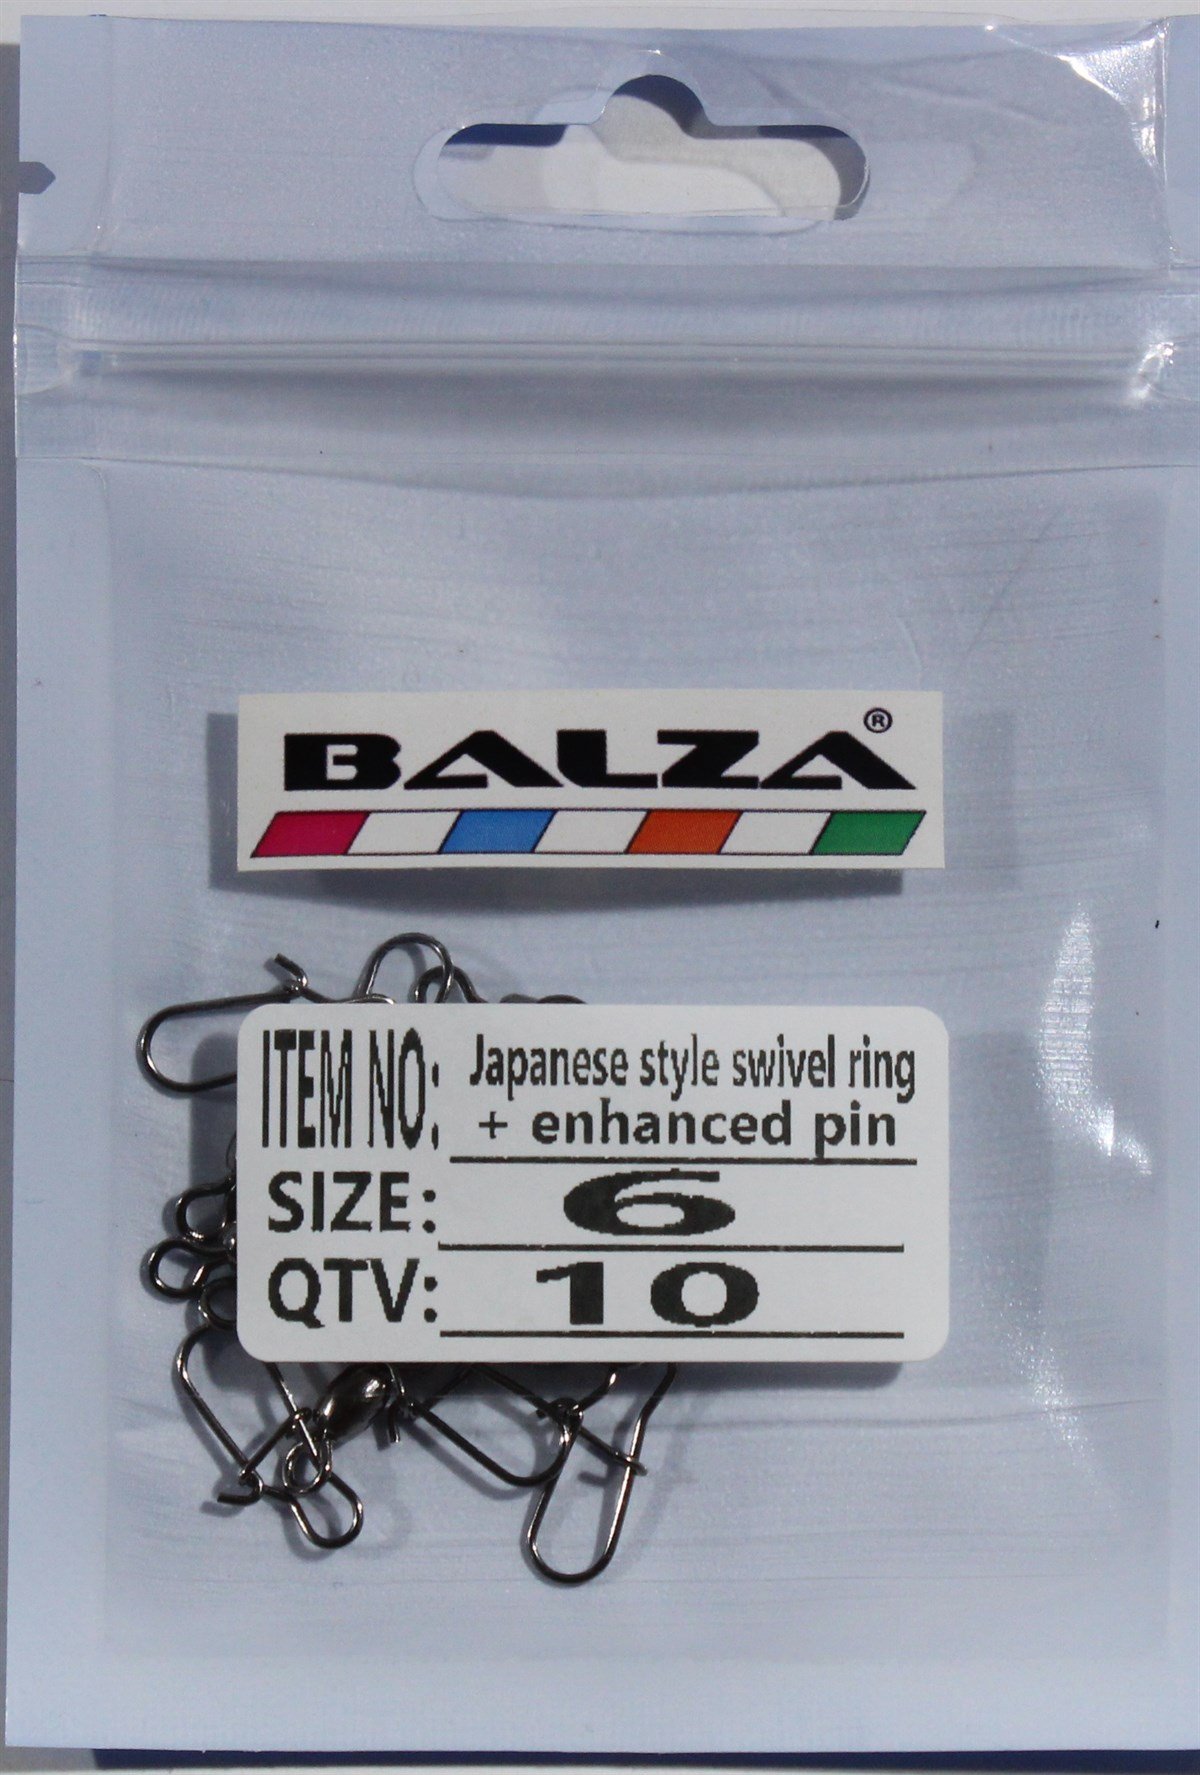 BALZA®
ITEM NO: Japanese style swivel ring
+ enhanced pin
SIZE: 6
QTV: 10